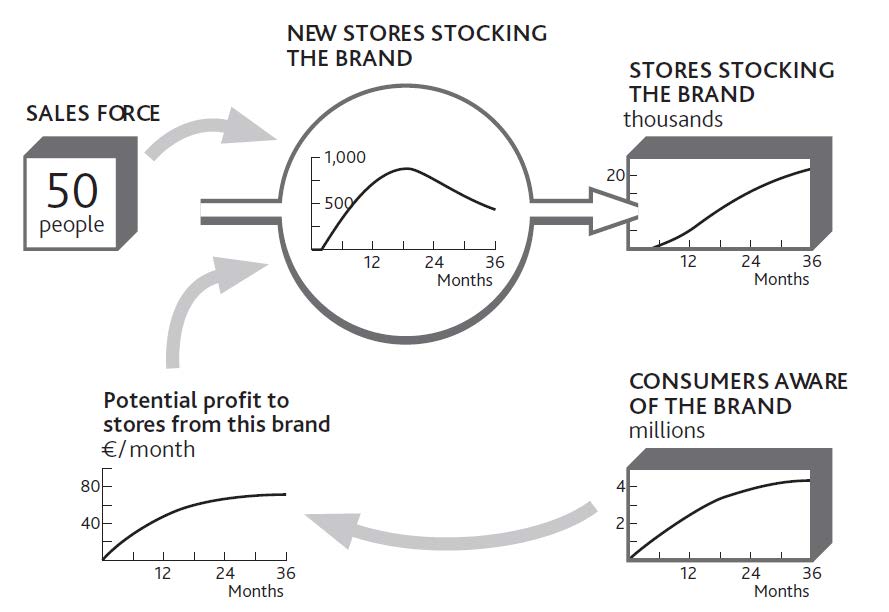 NEW STORES STOCKING
THE BRAND
STORES STOCKING
THE BRAND
thousands
SALES FORCE
50
people
1,000
500
12 24 36
Months
20
12 24 36
Months
Potential profit to
stores from this brand
€/month
80
40
12 24 36
Months
CONSUMERS AWARE
OF THE BRAND
millions
4
2
12 24 36
Months